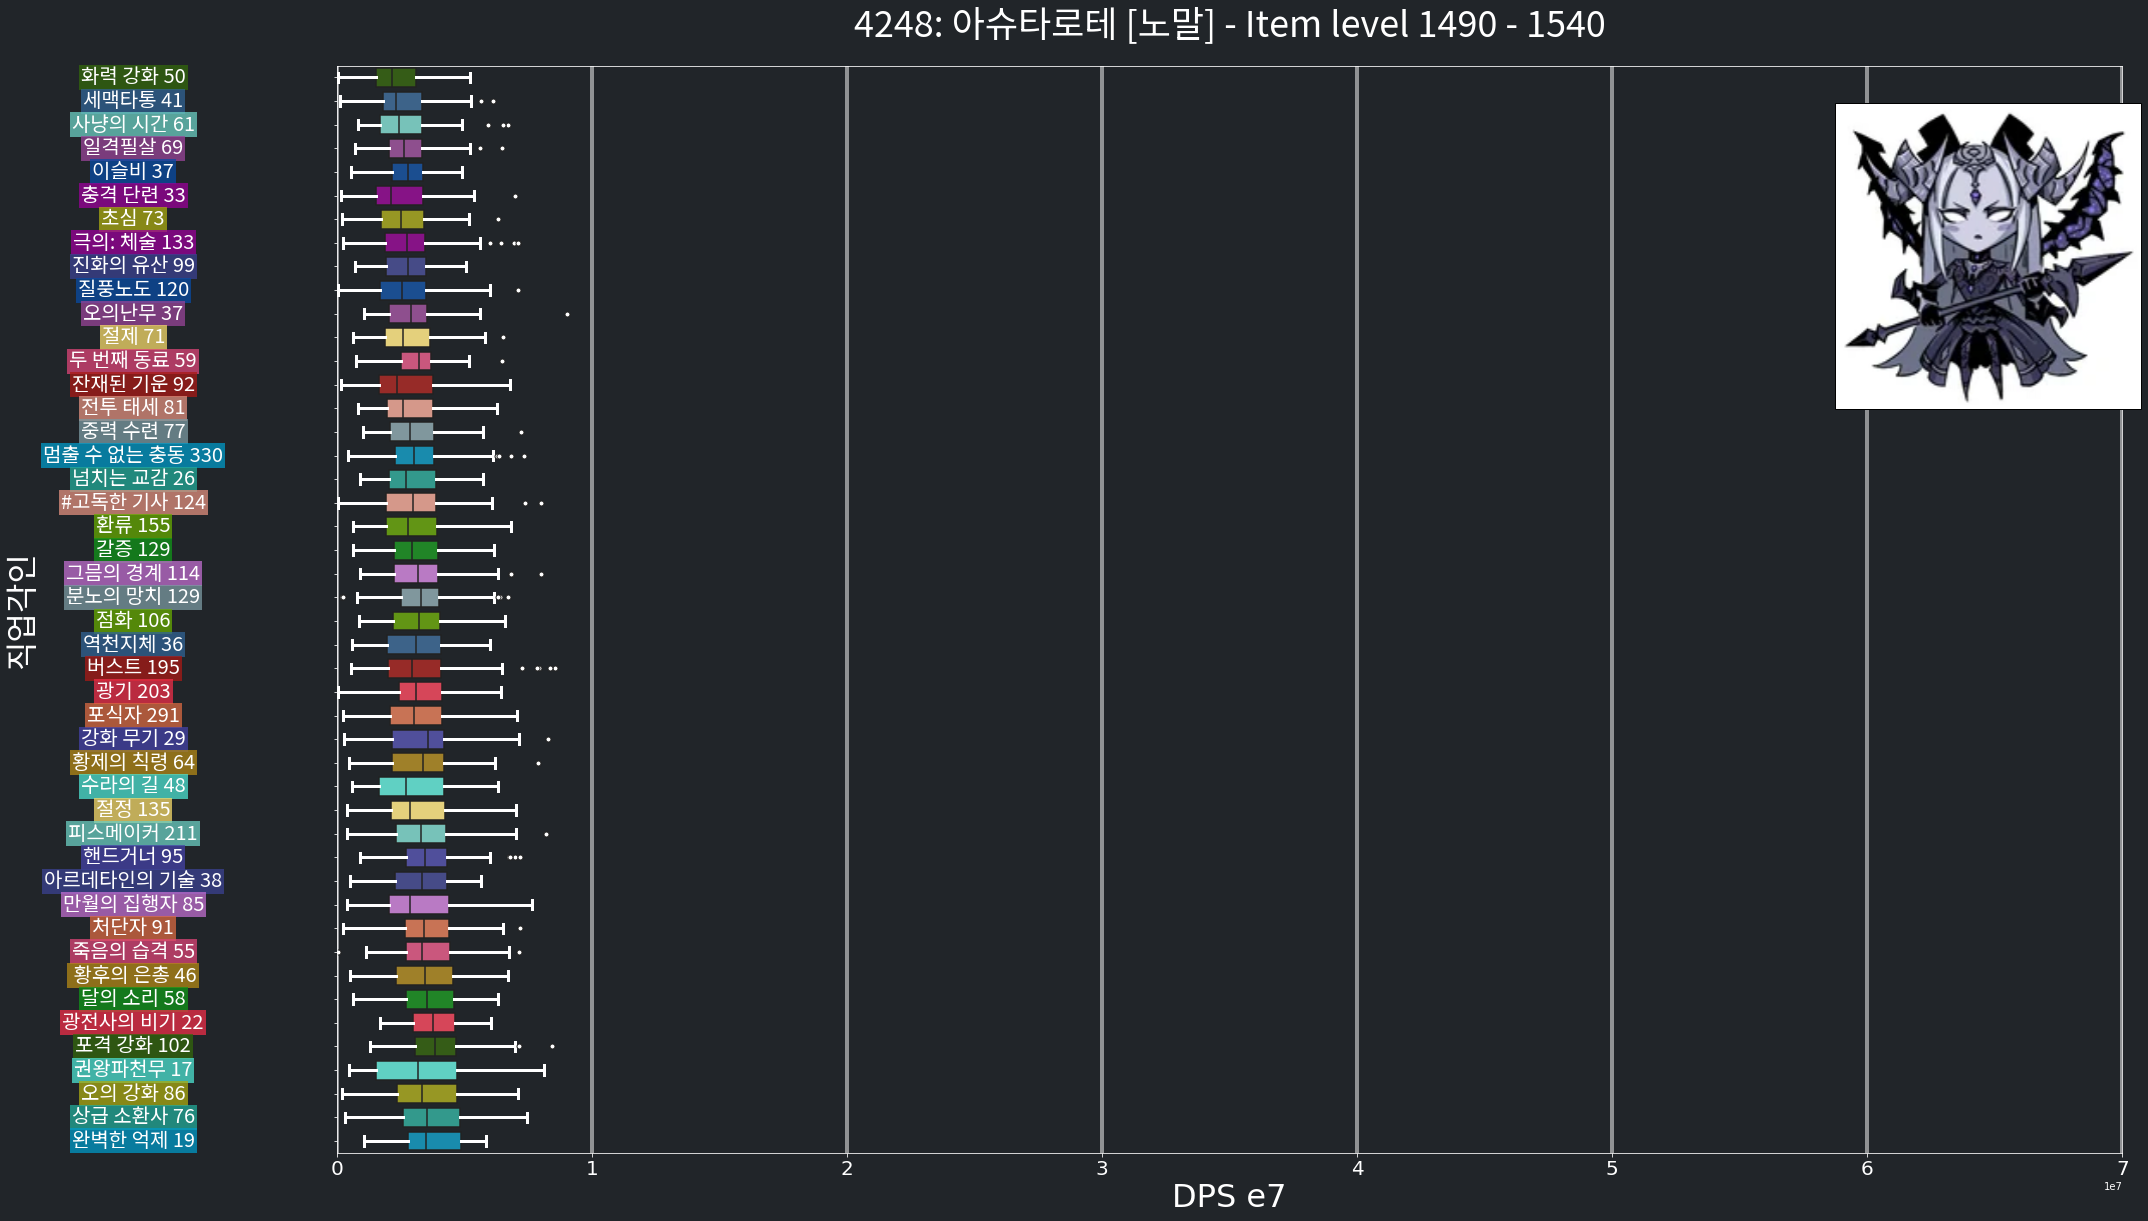 4248: 아슈타로테 [노말] - Item level 1490 - 1540
화력 강화 50
세맥타통 41
사냥의 시간 61
일격필살 69
이슬비 37
충격 단련 33
초심 73
극의: 체술 133
진화의 유산 99
질풍노도 120
오의난무 37
절제 71
두 번째 동료 59
잔재된 기운 92
전투 태세 81
중력 수련 77
멈출 수 없는 충동 330
넘치는 교감 26
#고독한 기사 124
환류 155
갈증 129
그믐의 경계 114
분노의 망치 129
점화 106
역천지체 36
버스트 195
광기 203
포식자 291
강화 무기 29
황제의 칙령 64
수라의 길 48
절정 135
피스메이커 211
핸드거너 95
아르데타인의 기술 38
만월의 집행자 85
처단자 91
죽음의 습격 55
황후의 은총 46
달의 소리 58
광전사의 비기 22
포격 강화 102
권왕파천무 17
오의 강화 86
상급 소환사 76
완벽한 억제 19
직업각인
0 1 2 3 4 5 6 7
1e7
DPS e7